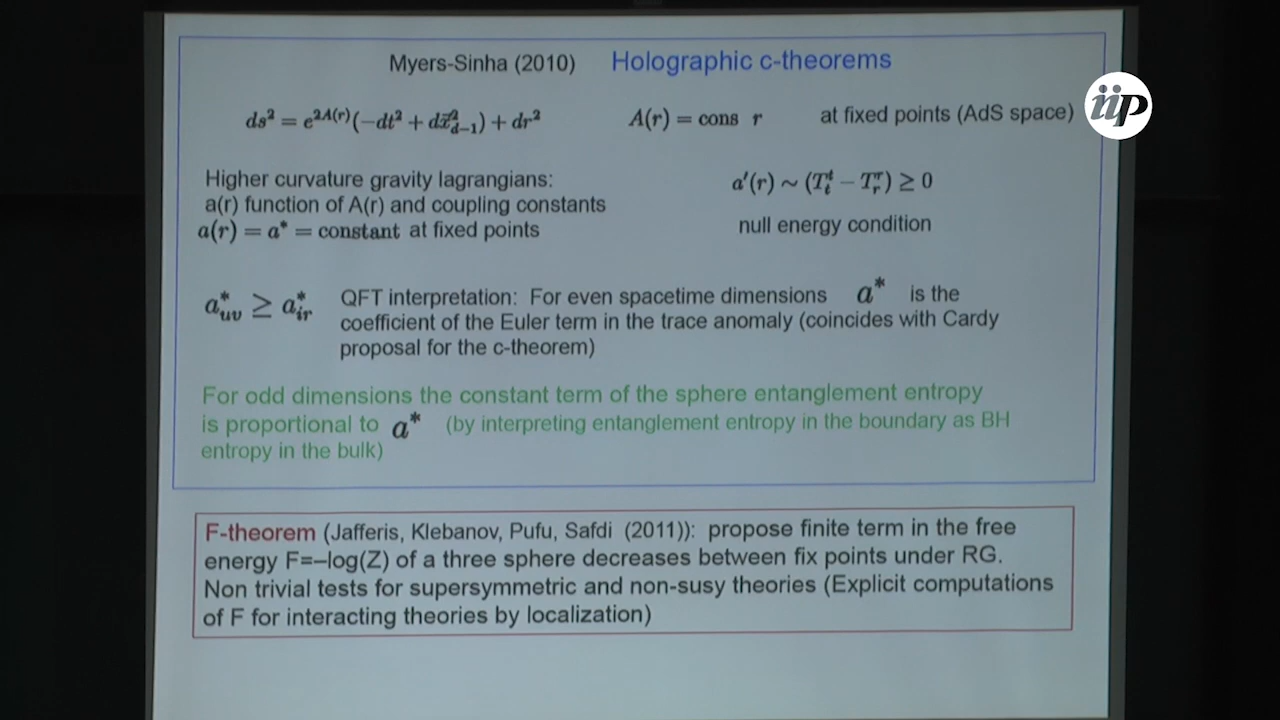 Myers-Sinha (2010) Holographic c-theorems
ds² = e^{2A(r)}(−dt² + dx⃗²_{d−1}) + dr² A(r) = cons r at fixed points (AdS space)
iip
Higher curvature gravity lagrangians:
a(r) function of A(r) and coupling constants
a(r) = a* = constant at fixed points
a′(r) ∼ (T^t_t − T^r_r) ≥ 0
null energy condition
a*_{uv} ≥ a*_{ir}
QFT interpretation: For even spacetime dimensions a* is the
coefficient of the Euler term in the trace anomaly (coincides with Cardy
proposal for the c-theorem)
For odd dimensions the constant term of the sphere entanglement entropy
is proportional to a* (by interpreting entanglement entropy in the boundary as BH
entropy in the bulk)
F-theorem (Jafferis, Klebanov, Pufu, Safdi (2011)): propose finite term in the free
energy F=–log(Z) of a three sphere decreases between fix points under RG.
Non trivial tests for supersymmetric and non-susy theories (Explicit computations
of F for interacting theories by localization)